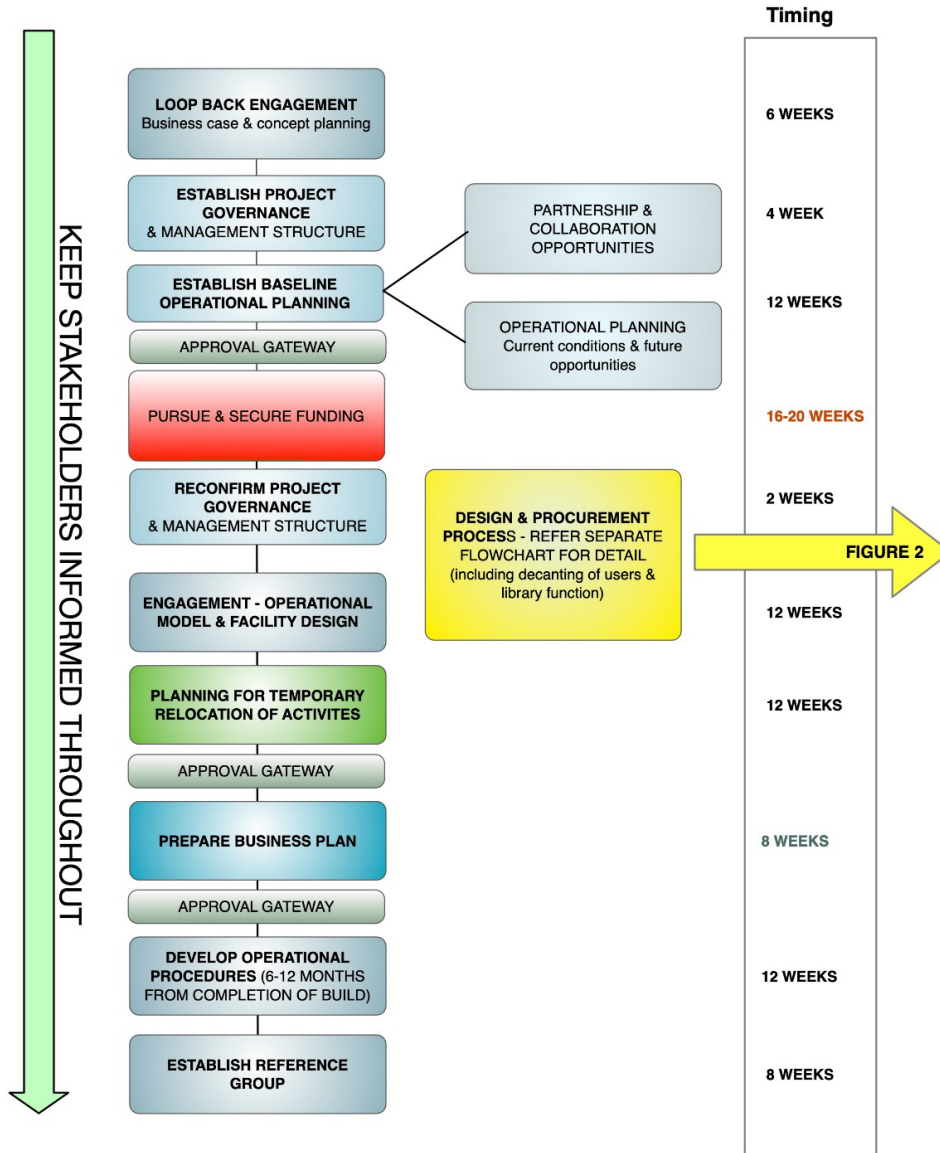 Timing
KEEP STAKEHOLDERS INFORMED THROUGHOUT
LOOP BACK ENGAGEMENT
Business case & concept planning
6 WEEKS
ESTABLISH PROJECT
GOVERNANCE
& MANAGEMENT STRUCTURE
4 WEEK
PARTNERSHIP &
COLLABORATION
OPPORTUNITIES
ESTABLISH BASELINE
OPERATIONAL PLANNING
12 WEEKS
OPERATIONAL PLANNING
Current conditions & future
opportunities
APPROVAL GATEWAY
PURSUE & SECURE FUNDING
16-20 WEEKS
RECONFIRM PROJECT
GOVERNANCE
& MANAGEMENT STRUCTURE
2 WEEKS
DESIGN & PROCUREMENT
PROCESS - REFER SEPARATE
FLOWCHART FOR DETAIL
(including decanting of users &
library function)
FIGURE 2
ENGAGEMENT - OPERATIONAL
MODEL & FACILITY DESIGN
12 WEEKS
PLANNING FOR TEMPORARY
RELOCATION OF ACTIVITES
12 WEEKS
APPROVAL GATEWAY
PREPARE BUSINESS PLAN
8 WEEKS
APPROVAL GATEWAY
DEVELOP OPERATIONAL
PROCEDURES (6-12 MONTHS
FROM COMPLETION OF BUILD)
12 WEEKS
ESTABLISH REFERENCE
GROUP
8 WEEKS